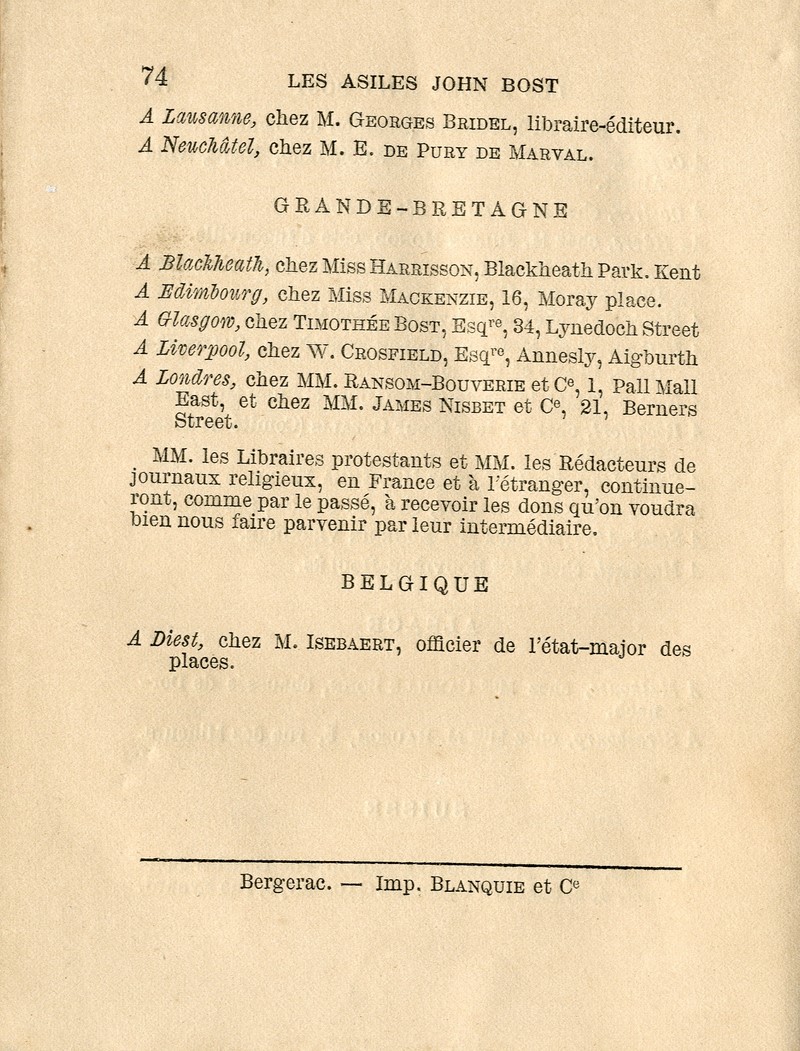 74 LES ASILES JOHN BOST
A Lausanne, chez M. GEORGES BRIDEL, libraire-éditeur.
A Neuchâtel, chez M. E. DE PURY DE MARVAL.
GRANDE-BRETAGNE
A Blackheath, chez Miss HARRISSON, Blackheath Park. Kent
A Edimbourg, chez Miss MACKENZIE, 16, Moray place.
A Glasgow, chez TIMOTHÉE BOST, Esqre, 34, Lynedoch Street
A Liverpool, chez W. CROSFIELD, Esqre, Annesly, Aigburth
A Londres, chez MM. RANSOM-BOUVERIE et Ce, 1, Pall Mall
East, et chez MM. JAMES NISBET et Ce, 21, Berners
Street.
MM. les Libraires protestants et MM. les Rédacteurs de
journaux religieux, en France et à l'étranger, continue-
ront, comme par le passé, à recevoir les dons qu'on voudra
bien nous faire parvenir par leur intermédiaire.
BELGIQUE
A Diest, chez M. ISEBAERT, officier de l'état-major des
places.
Bergerac. — Imp. BLANQUIE et Ce